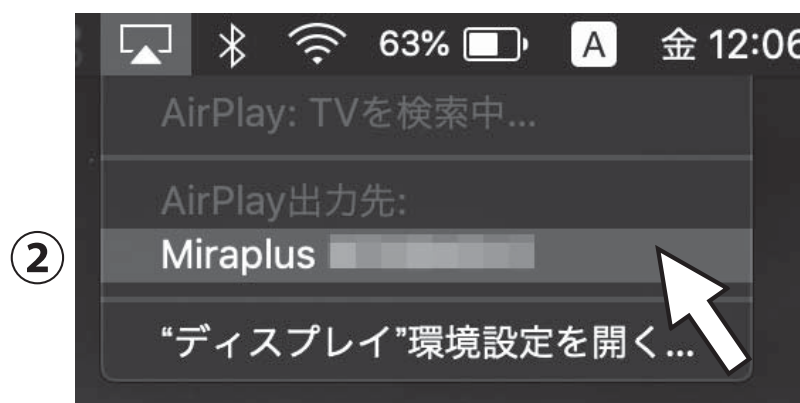 63% A 金 12:06
AirPlay: TVを検索中...
AirPlay出力先:
② Miraplus
“ディスプレイ”環境設定を開く...